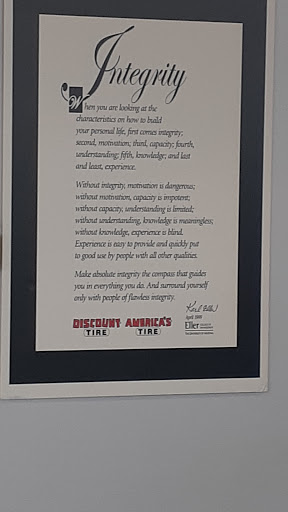 Integrity
When you are looking at the
characteristics on how to build
your personal life, first comes integrity;
second, motivation; third, capacity; fourth,
understanding; fifth, knowledge; and last
and least, experience.
Without integrity, motivation is dangerous;
without motivation, capacity is impotent;
without capacity, understanding is limited;
without understanding, knowledge is meaningless;
without knowledge, experience is blind.
Experience is easy to provide and quickly put
to good use by people with all other qualities.
Make absolute integrity the compass that guides
you in everything you do. And surround yourself
only with people of flawless integrity.
Karl Eller
April
DISCOUNT AMERICA'S
TIRE TIRE
Eller